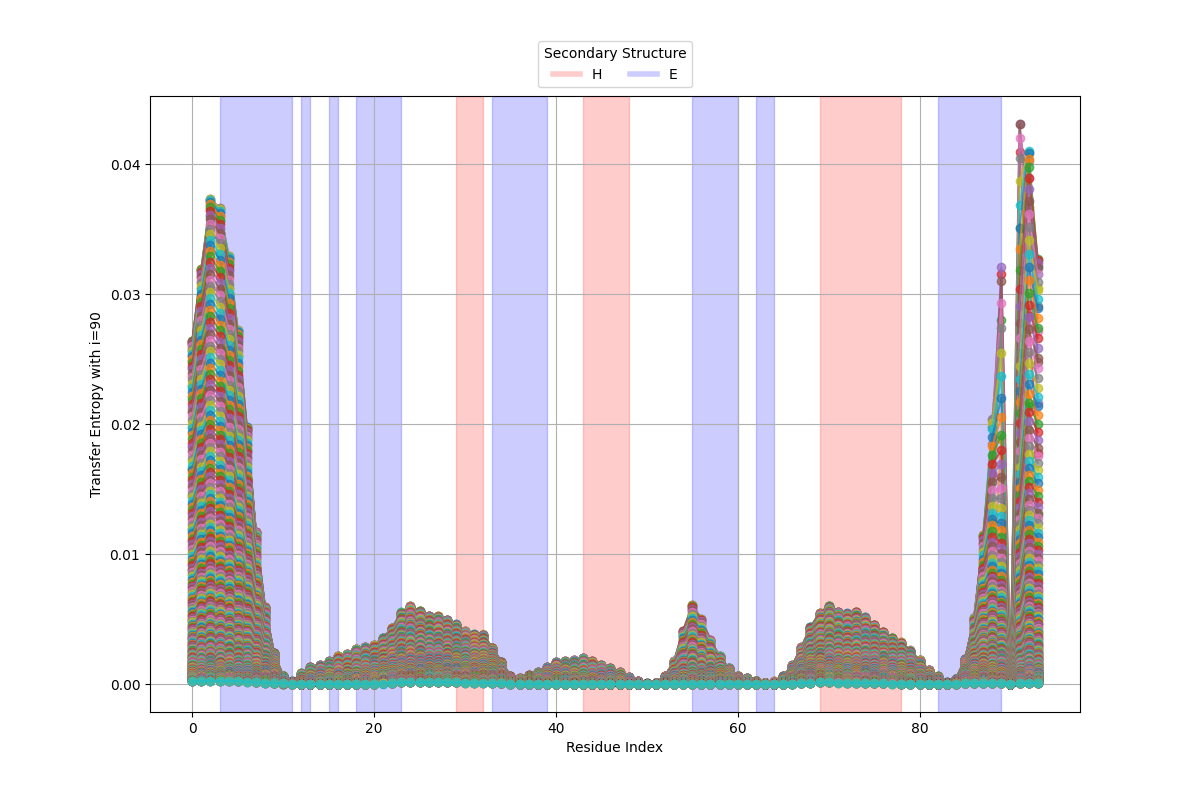 Secondary Structure
H E
0.04
0.03
0.02
0.01
0.00
Transfer Entropy with i=90
0 20 40 60 80
Residue Index